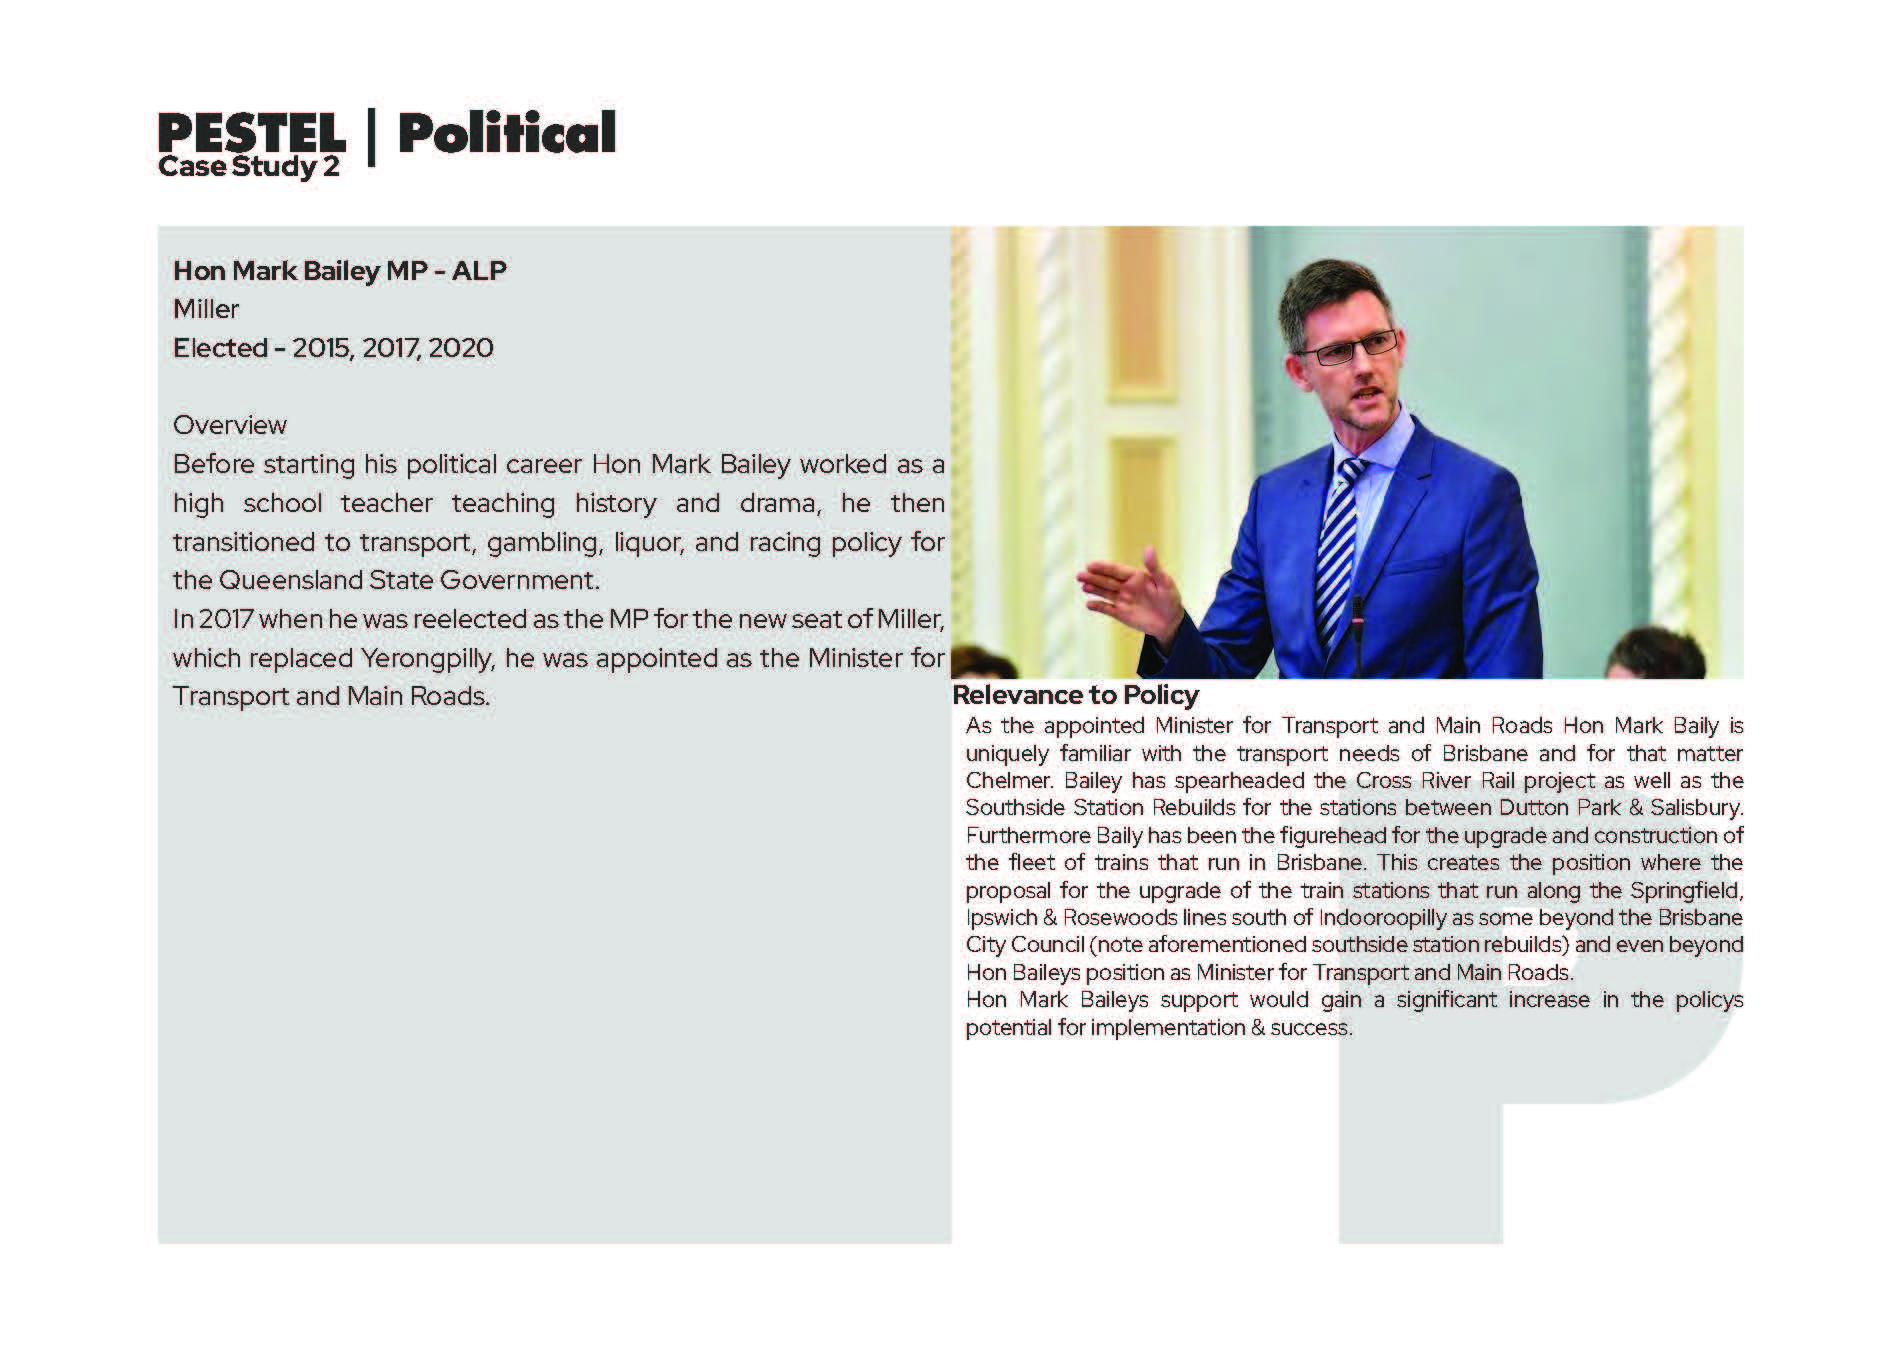 PESTEL | Political
Case Study 2
Hon Mark Bailey MP - ALP
Miller
Elected - 2015, 2017, 2020
Overview
Before starting his political career Hon Mark Bailey worked as a
high school teacher teaching history and drama, he then
transitioned to transport, gambling, liquor, and racing policy for
the Queensland State Government.
In 2017 when he was reelected as the MP for the new seat of Miller,
which replaced Yerongpilly, he was appointed as the Minister for
Transport and Main Roads.
Relevance to Policy
As the appointed Minister for Transport and Main Roads Hon Mark Baily is
uniquely familiar with the transport needs of Brisbane and for that matter
Chelmer. Bailey has spearheaded the Cross River Rail project as well as the
Southside Station Rebuilds for the stations between Dutton Park & Salisbury.
Furthermore Baily has been the figurehead for the upgrade and construction of
the fleet of trains that run in Brisbane. This creates the position where the
proposal for the upgrade of the train stations that run along the Springfield,
Ipswich & Rosewoods lines south of Indooroopilly as some beyond the Brisbane
City Council (note aforementioned southside station rebuilds) and even beyond
Hon Baileys position as Minister for Transport and Main Roads.
Hon Mark Baileys support would gain a significant increase in the policys
potential for implementation & success.
P